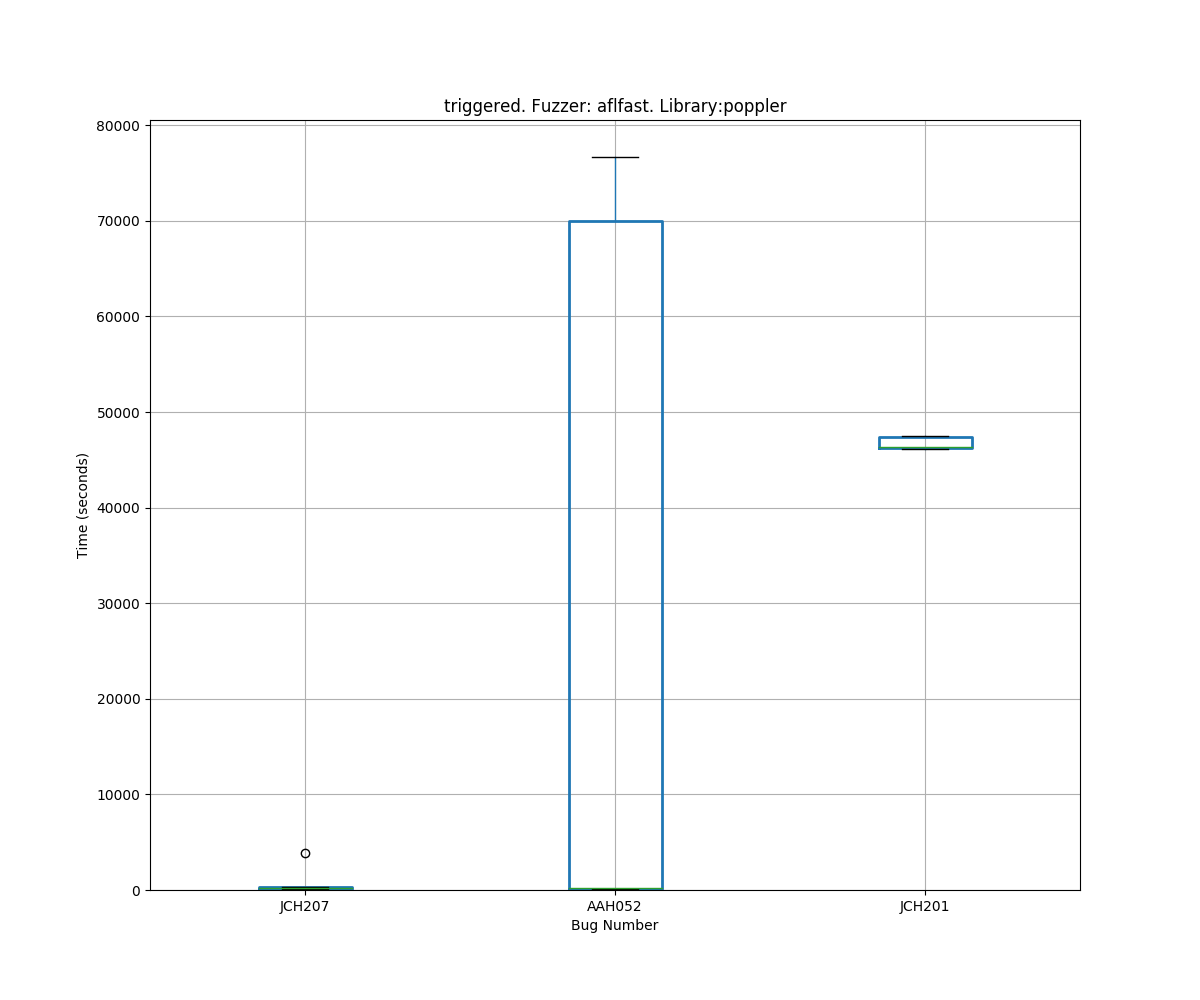 triggered. Fuzzer: aflfast. Library:poppler
80000
70000
60000
50000
40000
30000
20000
10000
0
Time (seconds)
JCH207 AAH052 JCH201
Bug Number